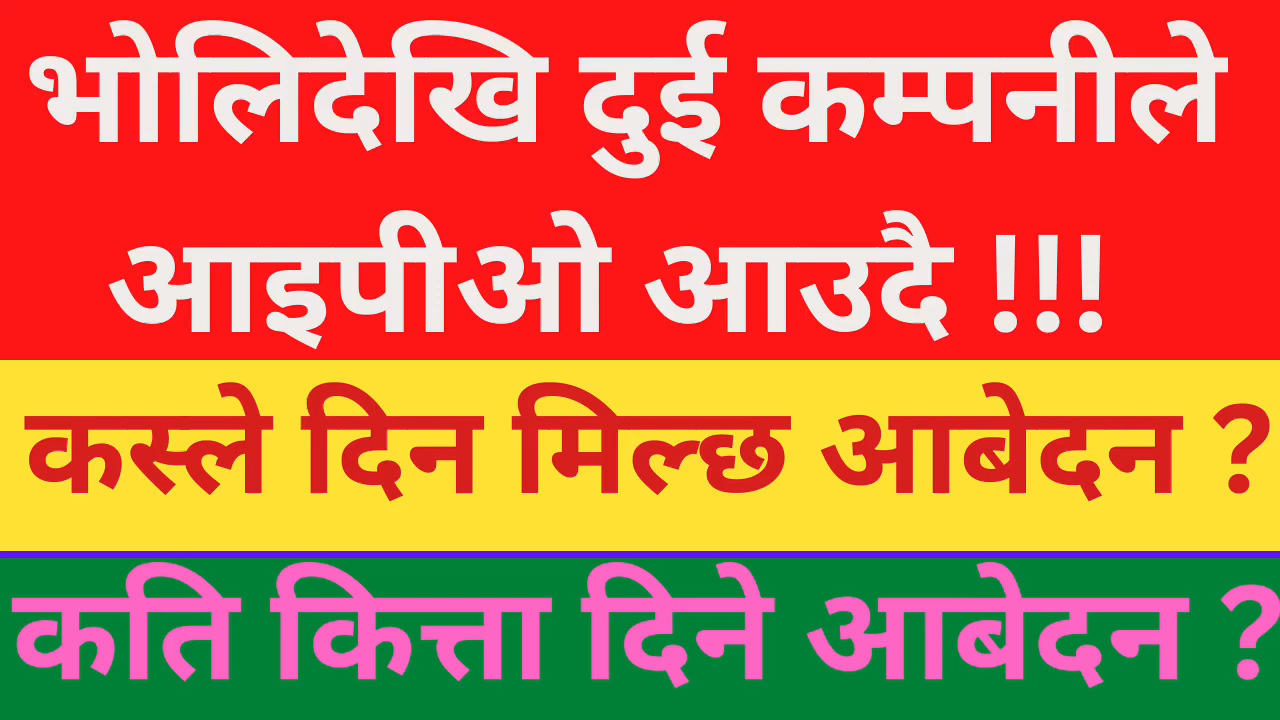 भोलिदेखि दुई कम्पनीले
आइपीओ आउदै !!!
कस्ले दिन मिल्छ आबेदन ?
कति कित्ता दिने आबेदन ?